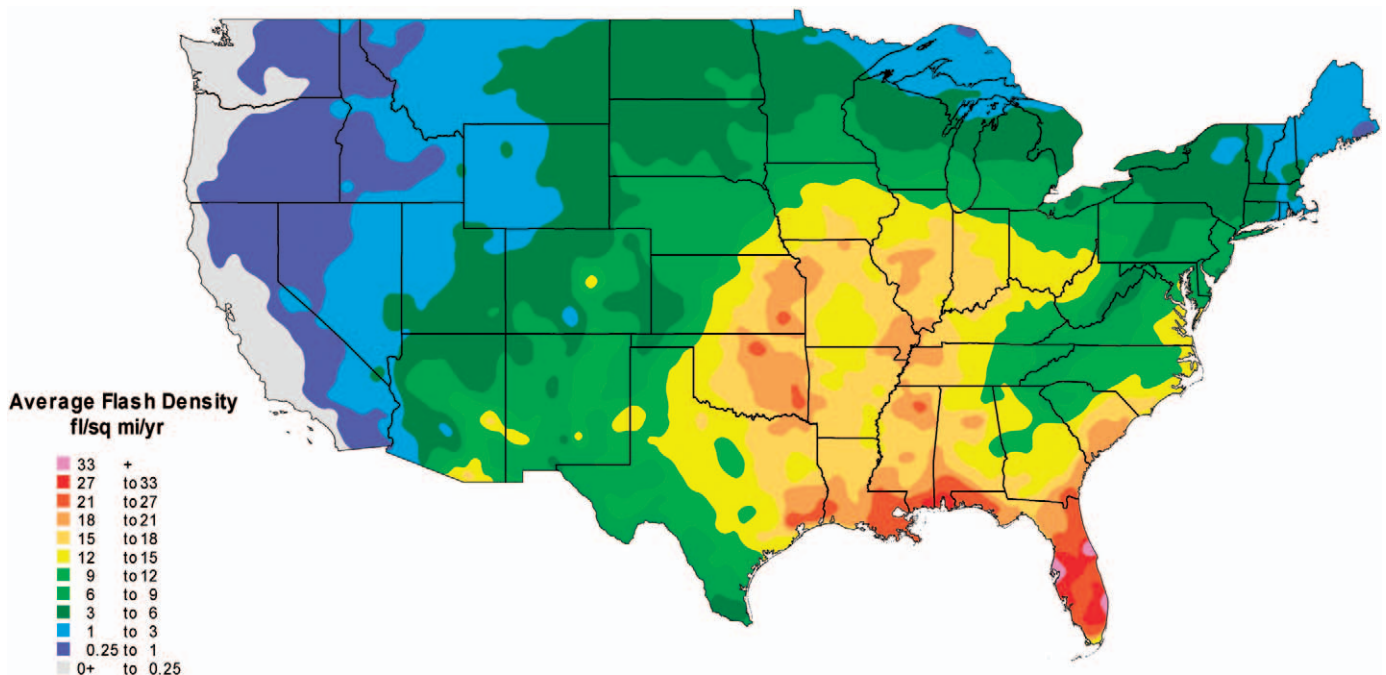 Average Flash Density
fl/sq mi/yr
33 +
27 to 33
21 to 27
18 to 21
15 to 18
12 to 15
9 to 12
6 to 9
3 to 6
1 to 3
0.25 to 1
0+ to 0.25